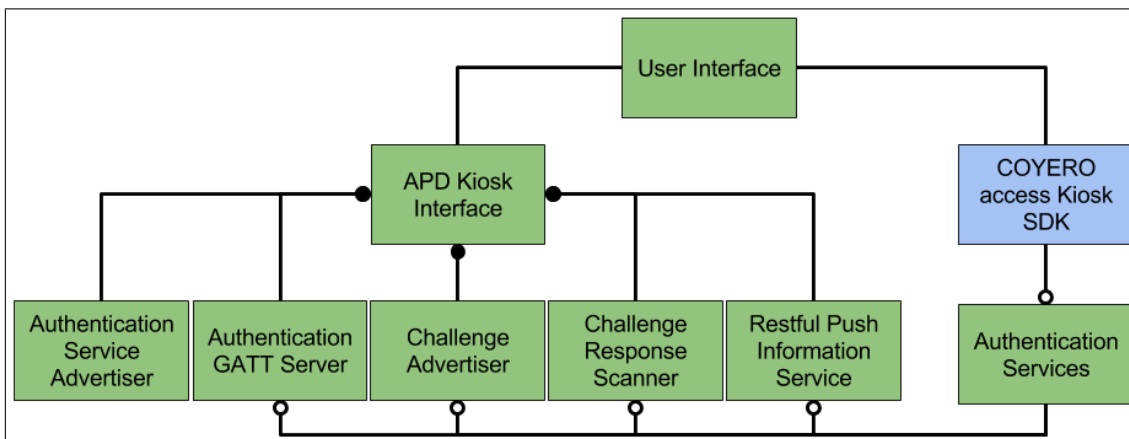 User Interface
APD Kiosk
Interface
COYERO
access Kiosk
SDK
Authentication
Service
Advertiser
Authentication
GATT Server
Challenge
Advertiser
Challenge
Response
Scanner
Restful Push
Information
Service
Authentication
Services